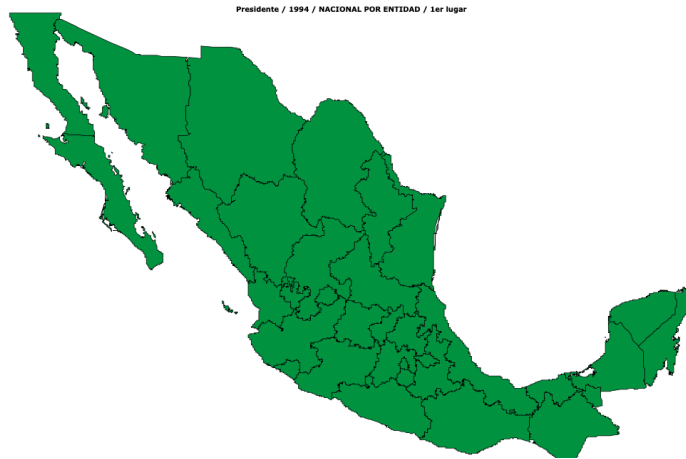 Presidente / 1994 / NACIONAL POR ENTIDAD / 1er lugar